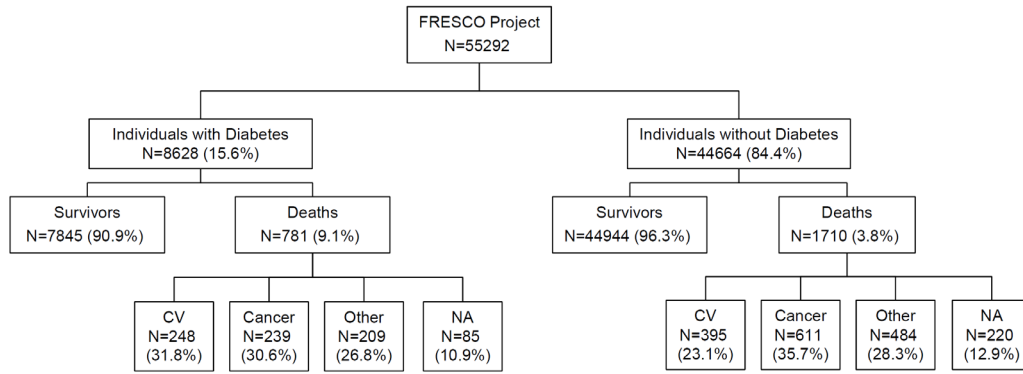 FRESCO Project
N=55292
Individuals with Diabetes
N=8628 (15.6%)
Individuals without Diabetes
N=44664 (84.4%)
Survivors
N=7845 (90.9%)
Deaths
N=781 (9.1%)
Survivors
N=44944 (96.3%)
Deaths
N=1710 (3.8%)
CV
N=248
(31.8%)
Cancer
N=239
(30.6%)
Other
N=209
(26.8%)
NA
N=85
(10.9%)
CV
N=395
(23.1%)
Cancer
N=611
(35.7%)
Other
N=484
(28.3%)
NA
N=220
(12.9%)